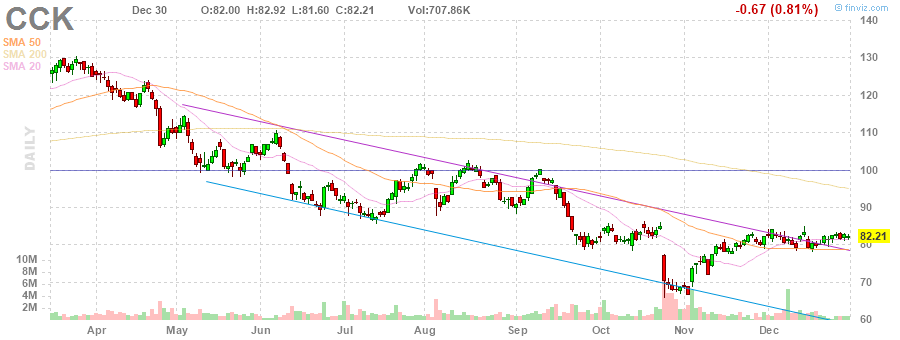 CCK
Dec 30 O:82.00 H:82.92 L:81.60 C:82.21 Vol:707.86K
-0.67 (0.81%)
finviz.com
SMA 50
SMA 200
SMA 20
DAILY
140
130
120
110
100
90
82.21
80
70
60
10M
8M
6M
4M
2M
Apr May Jun Jul Aug Sep Oct Nov Dec